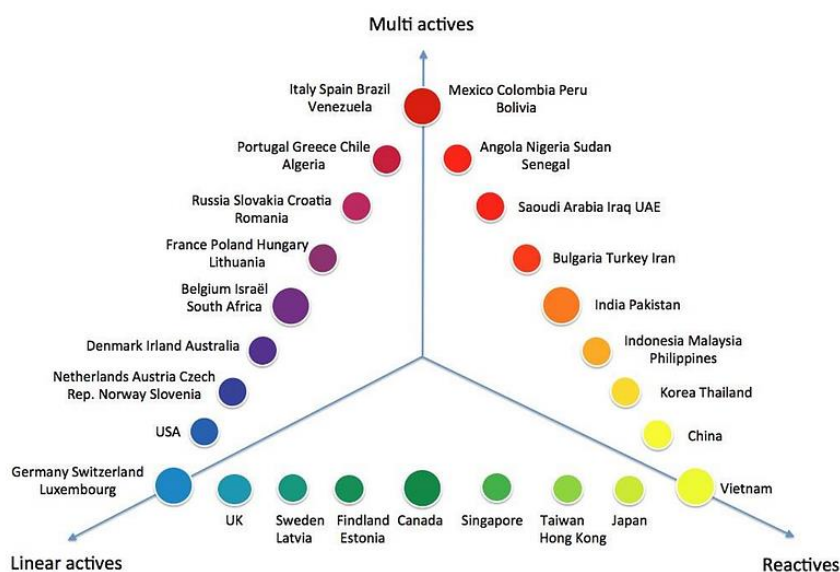 Multi actives
Italy Spain Brazil
Venezuela
Mexico Colombia Peru
Bolivia
Portugal Greece Chile
Algeria
Angola Nigeria Sudan
Senegal
Russia Slovakia Croatia
Romania
Saoudi Arabia Iraq UAE
France Poland Hungary
Lithuania
Bulgaria Turkey Iran
Belgium Israël
South Africa
India Pakistan
Denmark Irland Australia
Indonesia Malaysia
Philippines
Netherlands Austria Czech
Rep. Norway Slovenia
Korea Thailand
USA
China
Germany Switzerland
Luxembourg
Vietnam
UK
Sweden
Latvia
Findland
Estonia
Canada
Singapore
Taiwan
Hong Kong
Japan
Linear actives
Reactives